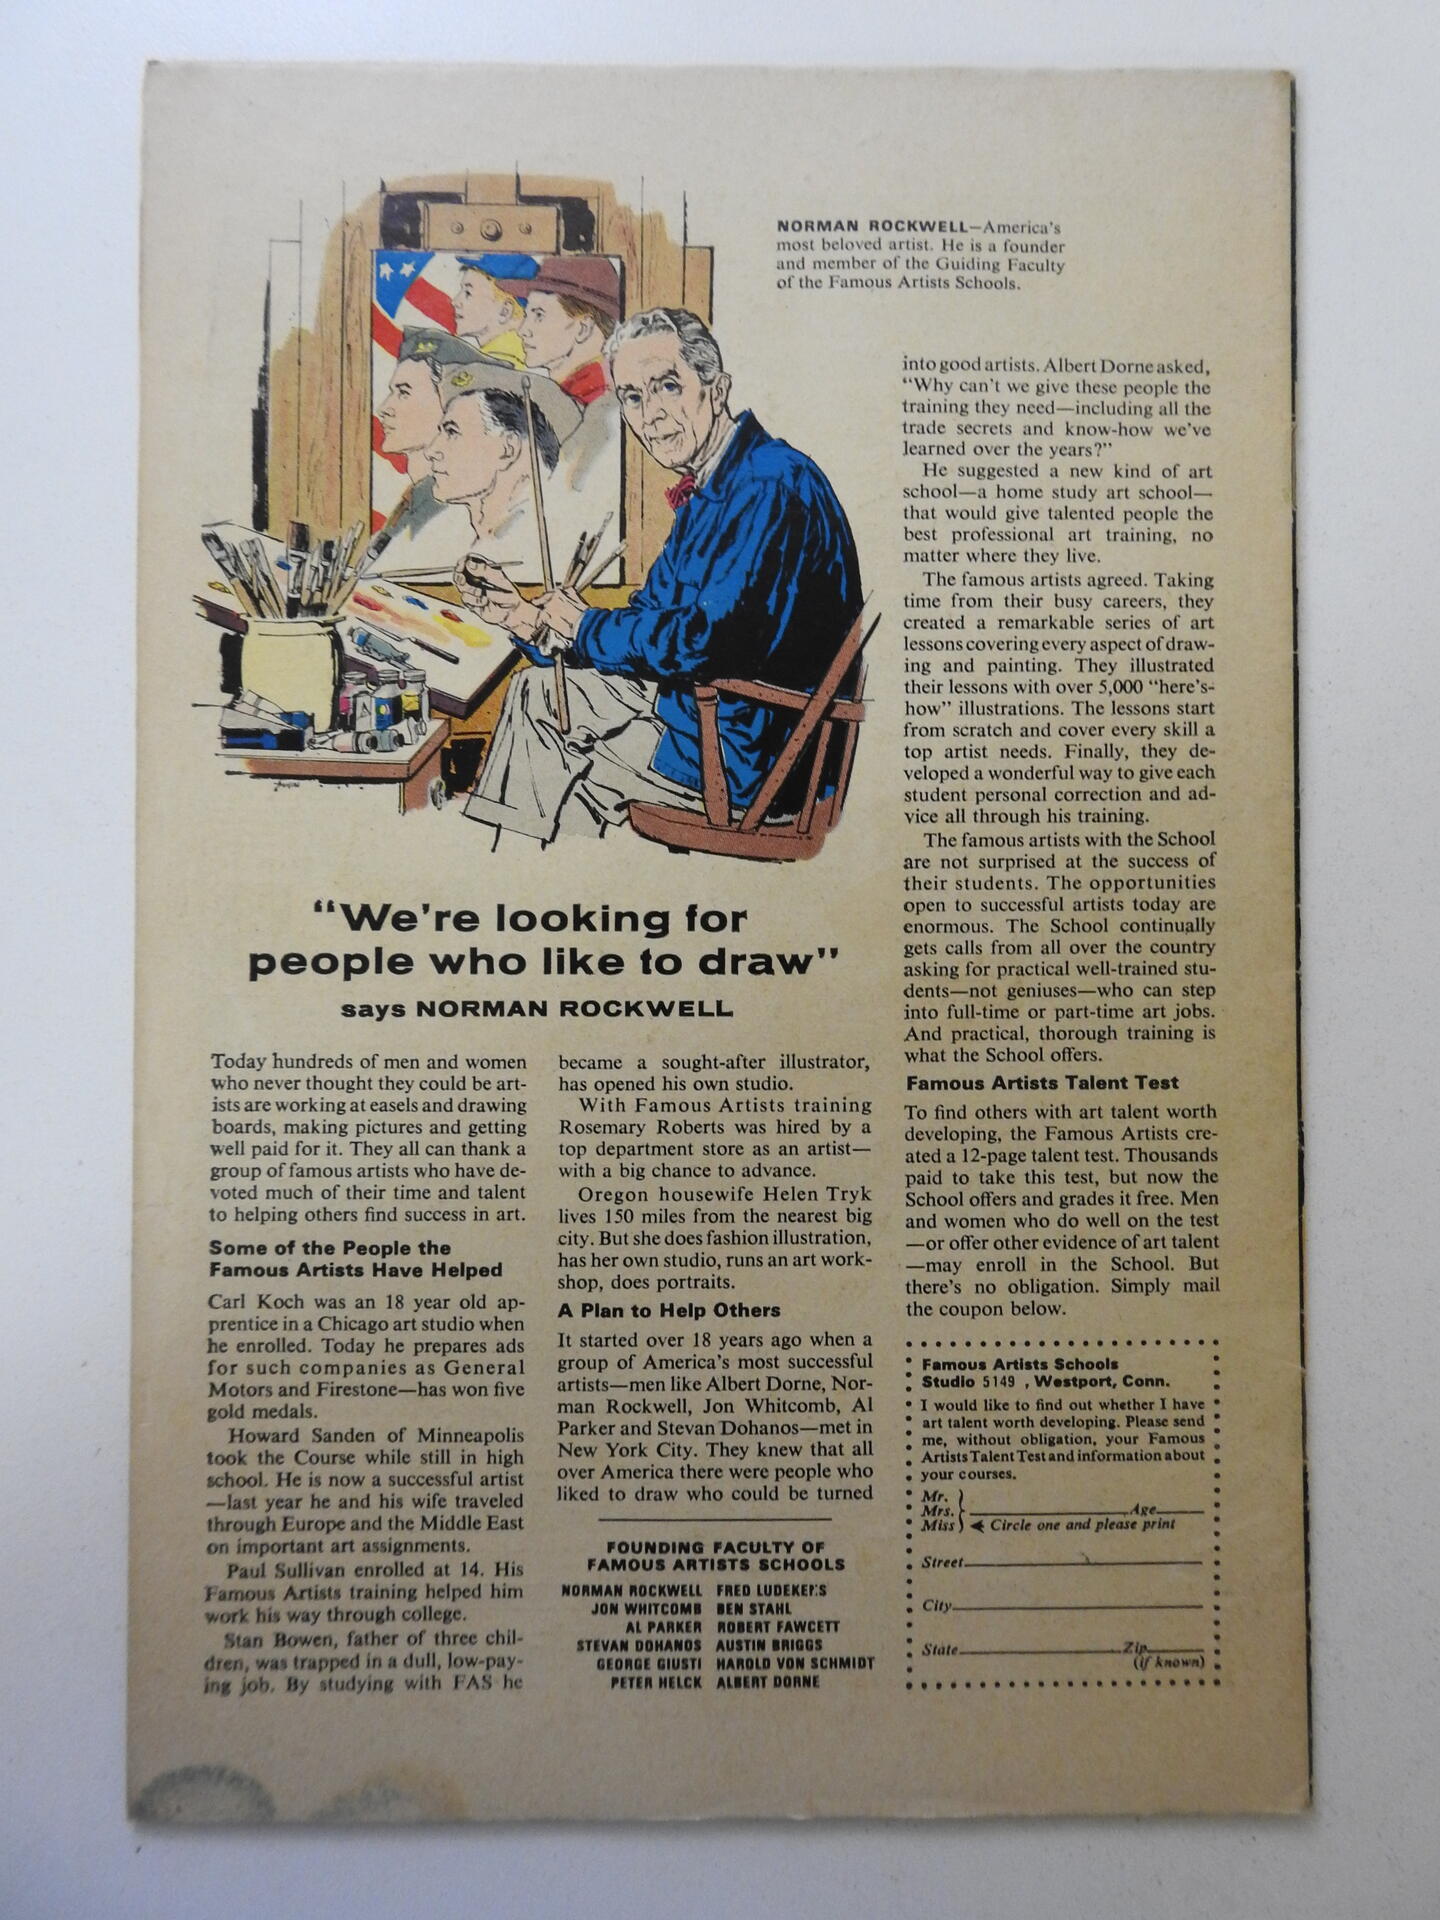 NORMAN ROCKWELL—America's
most beloved artist. He is a founder
and member of the Guiding Faculty
of the Famous Artists Schools.
"We're looking for
people who like to draw"
says NORMAN ROCKWELL
Today hundreds of men and women
who never thought they could be art-
ists are working at easels and drawing
boards, making pictures and getting
well paid for it. They all can thank a
group of famous artists who have de-
voted much of their time and talent
to helping others find success in art.
Some of the People the
Famous Artists Have Helped
Carl Koch was an 18 year old ap-
prentice in a Chicago art studio when
he enrolled. Today he prepares ads
for such companies as General
Motors and Firestone—has won five
gold medals.
Howard Sanden of Minneapolis
took the Course while still in high
school. He is now a successful artist
—last year he and his wife traveled
through Europe and the Middle East
on important art assignments.
Paul Sullivan enrolled at 14. His
Famous Artists training helped him
work his way through college.
Stan Bowen, father of three chil-
dren, was trapped in a dull, low-pay-
ing job. By studying with FAS he
became a sought-after illustrator,
has opened his own studio.
With Famous Artists training
Rosemary Roberts was hired by a
top department store as an artist—
with a big chance to advance.
Oregon housewife Helen Tryk
lives 150 miles from the nearest big
city. But she does fashion illustration,
has her own studio, runs an art work-
shop, does portraits.
A Plan to Help Others
It started over 18 years ago when a
group of America's most successful
artists—men like Albert Dorne, Nor-
man Rockwell, Jon Whitcomb, Al
Parker and Stevan Dohanos—met in
New York City. They knew that all
over America there were people who
liked to draw who could be turned
FOUNDING FACULTY OF
FAMOUS ARTISTS SCHOOLS
NORMAN ROCKWELL FRED LUDEKENS
JON WHITCOMB BEN STAHL
AL PARKER ROBERT FAWCETT
STEVAN DOHANOS AUSTIN BRIGGS
GEORGE GIUSTI HAROLD VON SCHMIDT
PETER HELCK ALBERT DORNE
into good artists. Albert Dorne asked,
"Why can't we give these people the
training they need—including all the
trade secrets and know-how we've
learned over the years?"
He suggested a new kind of art
school—a home study art school—
that would give talented people the
best professional art training, no
matter where they live.
The famous artists agreed. Taking
time from their busy careers, they
created a remarkable series of art
lessons covering every aspect of draw-
ing and painting. They illustrated
their lessons with over 5,000 "here's-
how" illustrations. The lessons start
from scratch and cover every skill a
top artist needs. Finally, they de-
veloped a wonderful way to give each
student personal correction and ad-
vice all through his training.
The famous artists with the School
are not surprised at the success of
their students. The opportunities
open to successful artists today are
enormous. The School continually
gets calls from all over the country
asking for practical well-trained stu-
dents—not geniuses—who can step
into full-time or part-time art jobs.
And practical, thorough training is
what the School offers.
Famous Artists Talent Test
To find others with art talent worth
developing, the Famous Artists cre-
ated a 12-page talent test. Thousands
paid to take this test, but now the
School offers and grades it free. Men
and women who do well on the test
—or offer other evidence of art talent
—may enroll in the School. But
there's no obligation. Simply mail
the coupon below.
Famous Artists Schools
Studio 5149 , Westport, Conn.
I would like to find out whether I have
art talent worth developing. Please send
me, without obligation, your Famous
Artists Talent Test and information about
your courses.
Mr.
Mrs. Age
Miss Circle one and please print
Street
City
State Zip
(if known)